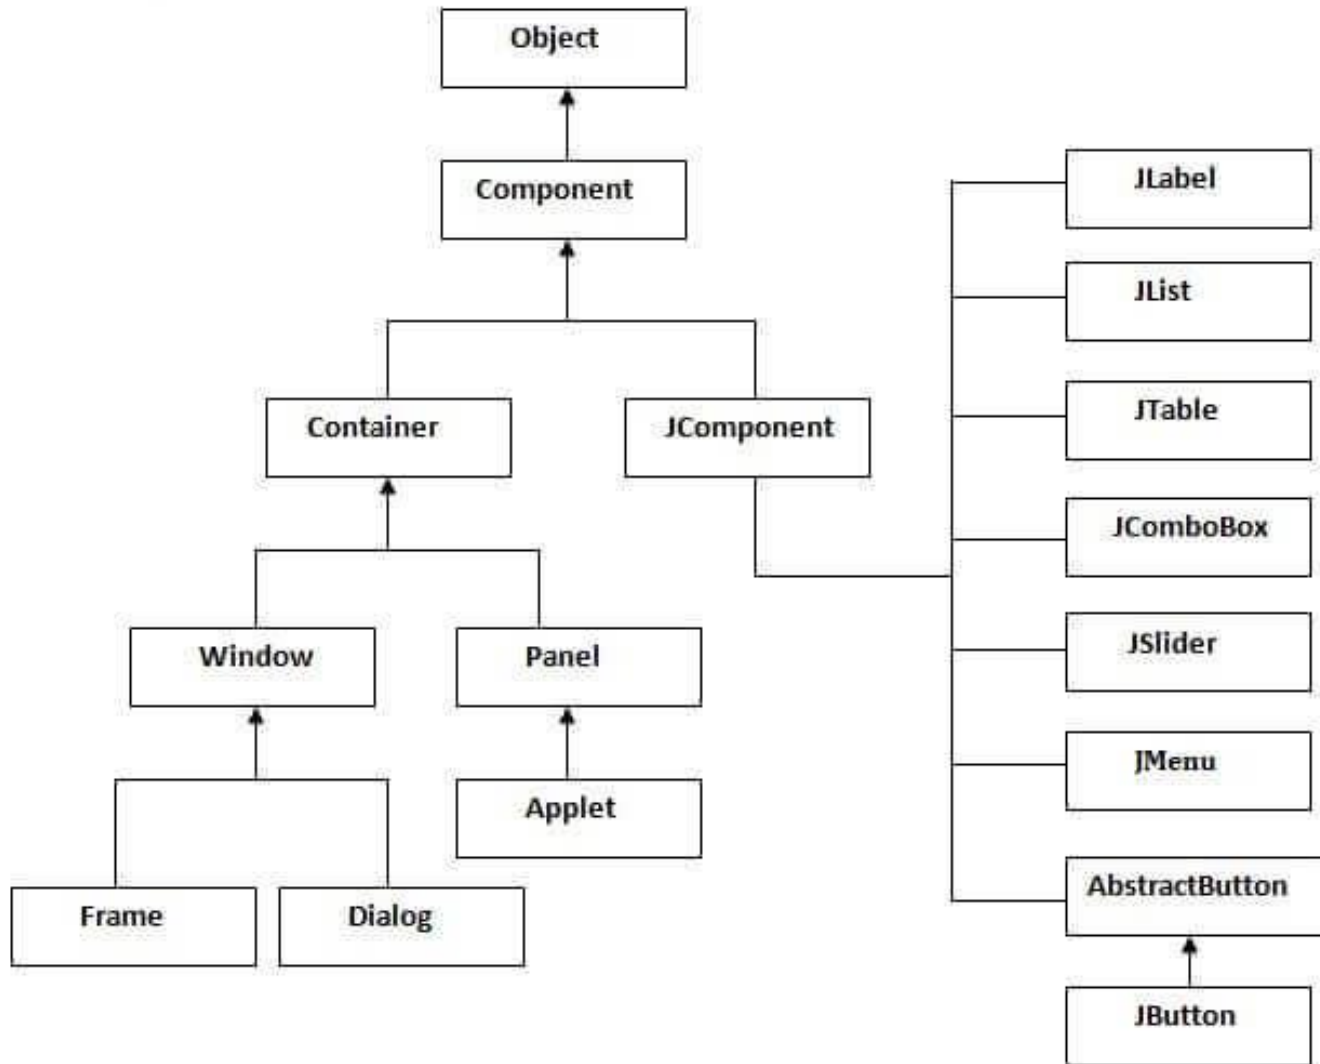 Object
Component
Container
JComponent
Window
Panel
Applet
Frame
Dialog
JLabel
JList
JTable
JComboBox
JSlider
JMenu
AbstractButton
JButton